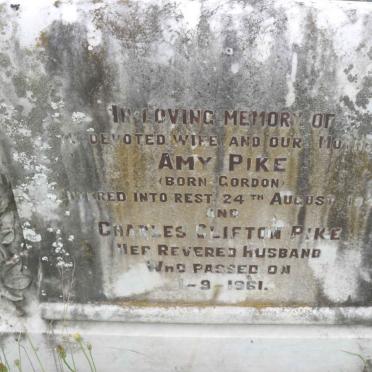 IN LOVING MEMORY OF
DEVOTED WIFE AND OUR
AMY PIKE
(BORN GORDON)
INTO REST 24TH AUGUST
AND
CHARLES CLIFTON PIKE
HER REVERED HUSBAND
WHO PASSED ON
1-9-1961.